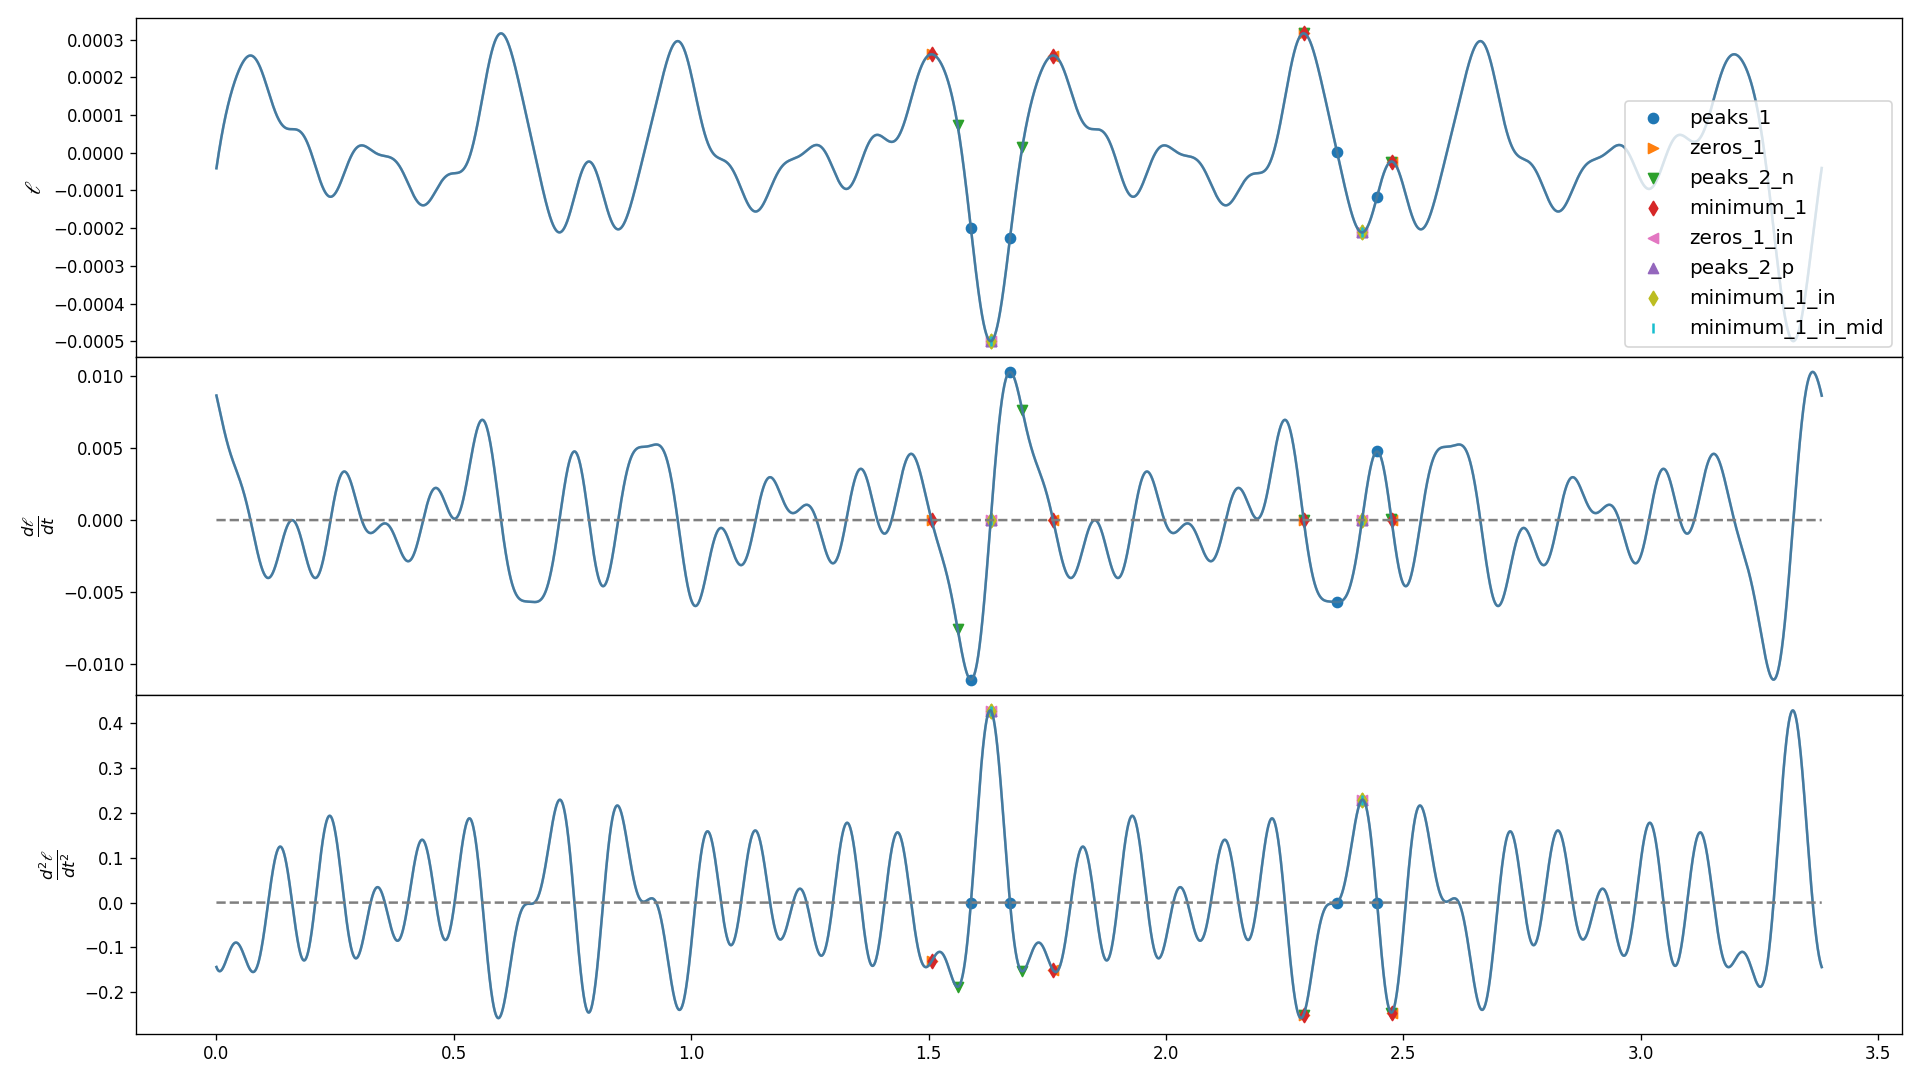 0.0003
0.0002
0.0001
0.0000
−0.0001
−0.0002
−0.0003
−0.0004
−0.0005
ℓ
peaks_1
zeros_1
peaks_2_n
minimum_1
zeros_1_in
peaks_2_p
minimum_1_in
minimum_1_in_mid
0.010
0.005
0.000
−0.005
−0.010
dℓ
dt
0.4
0.3
0.2
0.1
0.0
−0.1
−0.2
d²ℓ
dt²
0.0 0.5 1.0 1.5 2.0 2.5 3.0 3.5